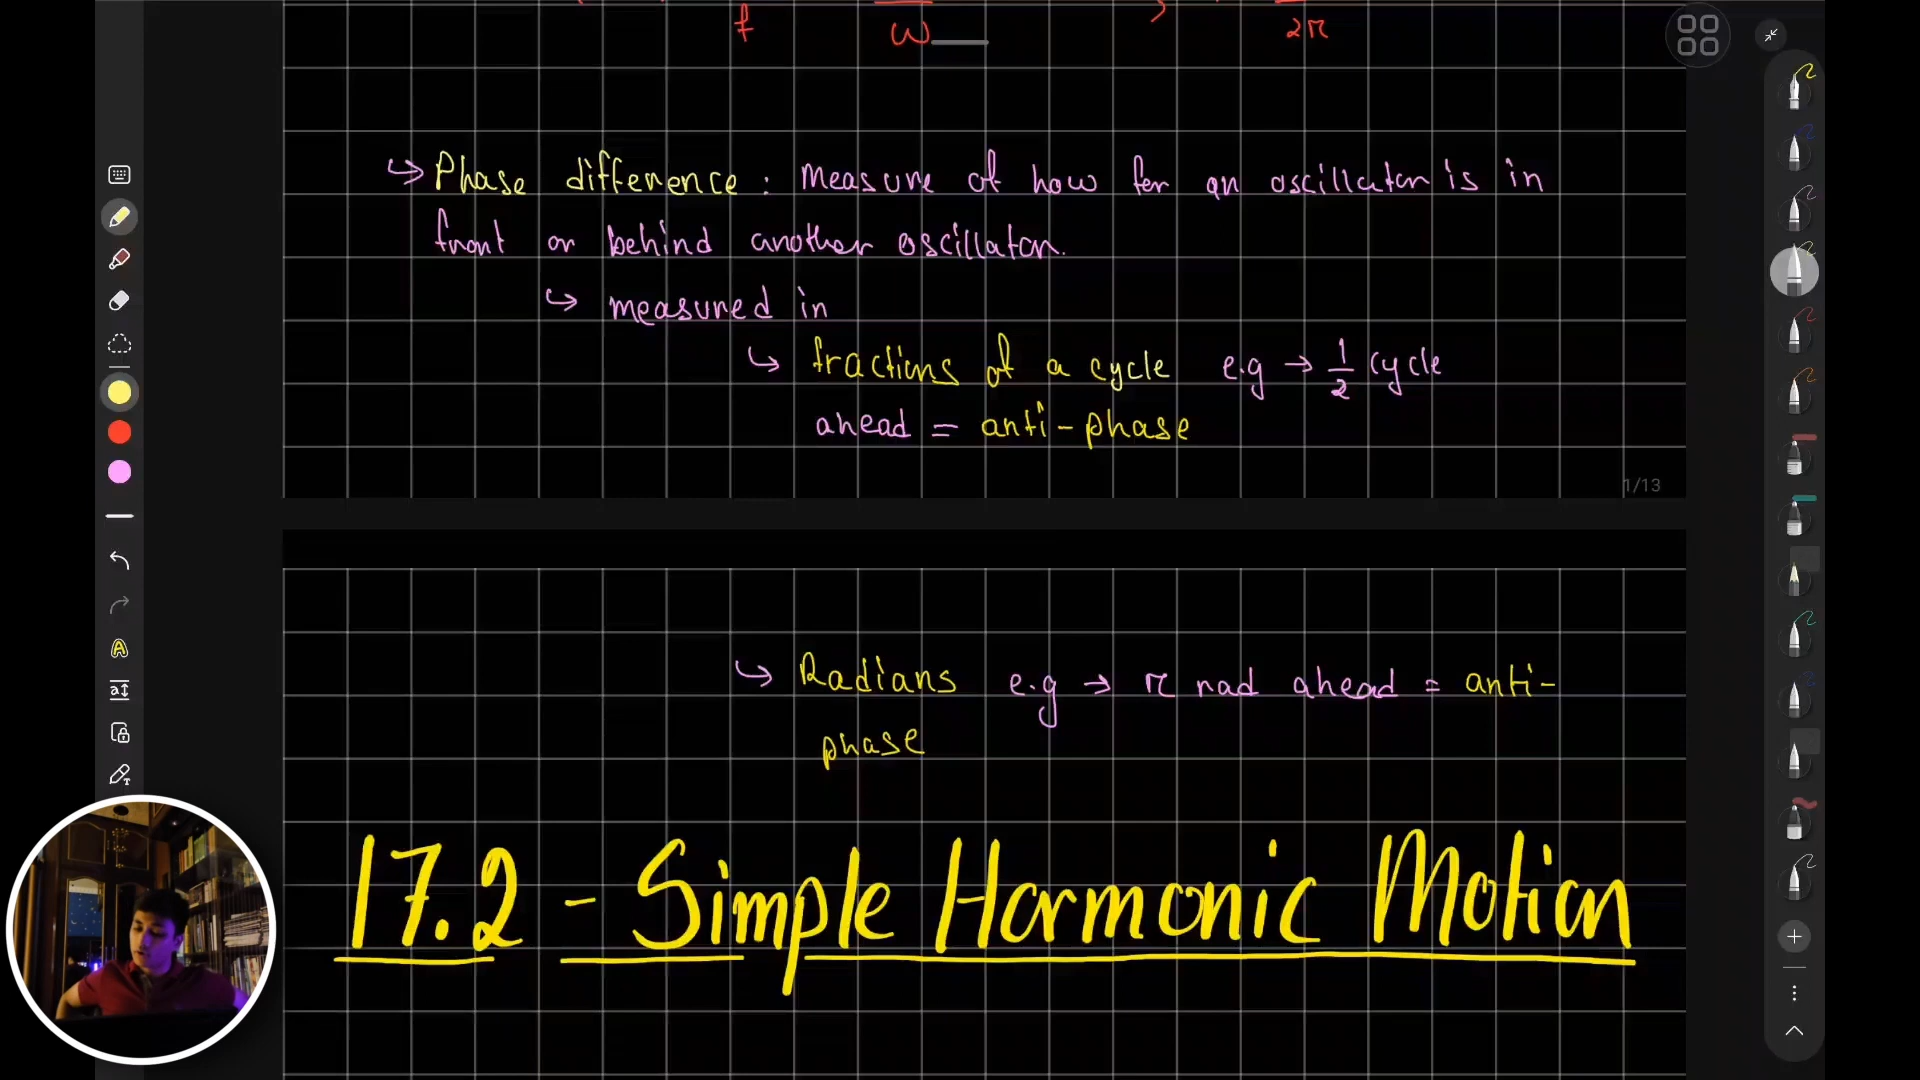 f ω 2π
↳ Phase difference : measure of how far an oscillator is in
front or behind another oscillator.
↳ measured in
↳ fractions of a cycle e.g → 1/2 cycle
ahead = anti-phase
1/13
↳ Radians e.g → π rad ahead = anti-
phase
17.2 - Simple Harmonic Motion